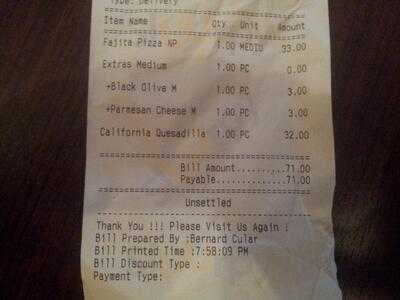 Type: Delivery
Item Name Qty Unit Amount
Fajita Pizza NP 1.00 MEDIU 33.00
Extras Medium 1.00 PC 0.00
+Black Olive M 1.00 PC 3.00
+Parmesan Cheese M 1.00 PC 3.00
California Quesadilla 1.00 PC 32.00
Bill Amount.........71.00
Payable.............71.00
Unsettled
Thank You !!! Please Visit Us Again !
Bill Prepared By :Bernard Cular
Bill Printed Time :7:58:09 PM
Bill Discount Type :
Payment Type: